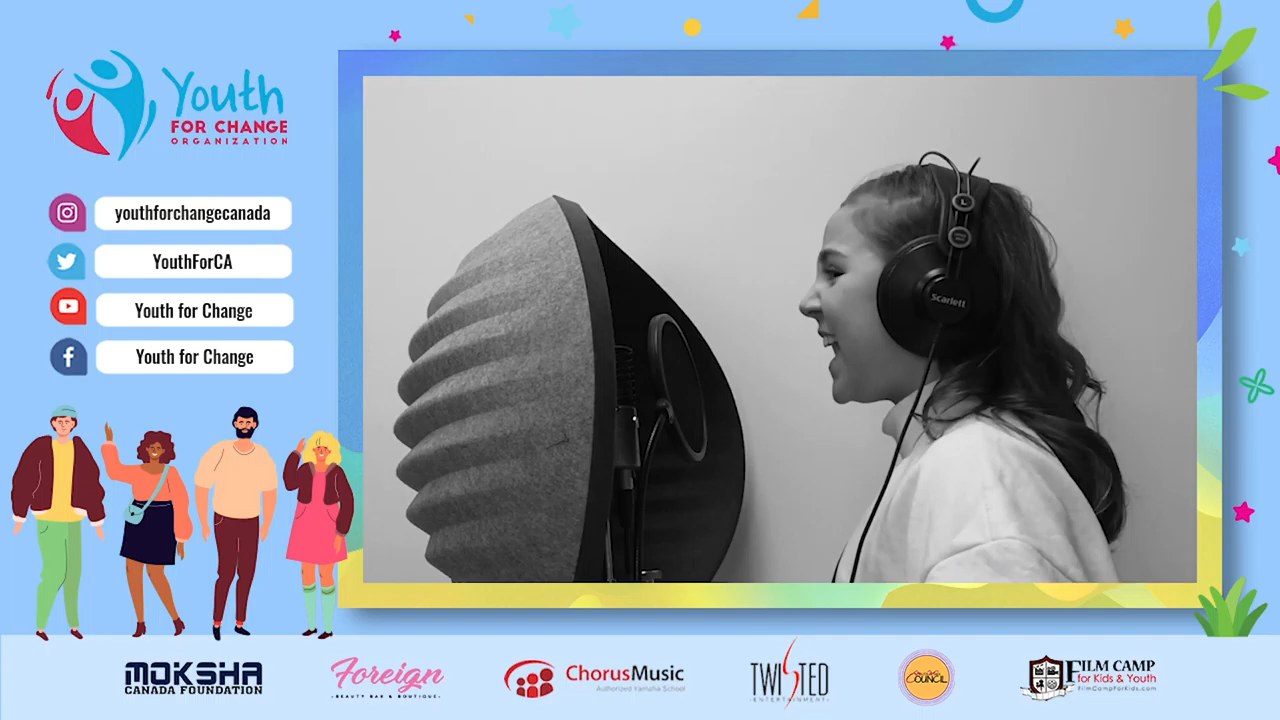 Youth
FOR CHANGE
ORGANIZATION
youthforchangecanada
YouthForCA
Youth for Change
Youth for Change
L
Scarlett
MOKSHA
CANADA FOUNDATION
Foreign
BEAUTY BAR & BOUTIQUE
ChorusMusic
Authorized Yamaha School
TWISTED
ENTERTAINMENT
COUNCIL
FILM CAMP
for Kids & Youth
FilmCampForKids.com